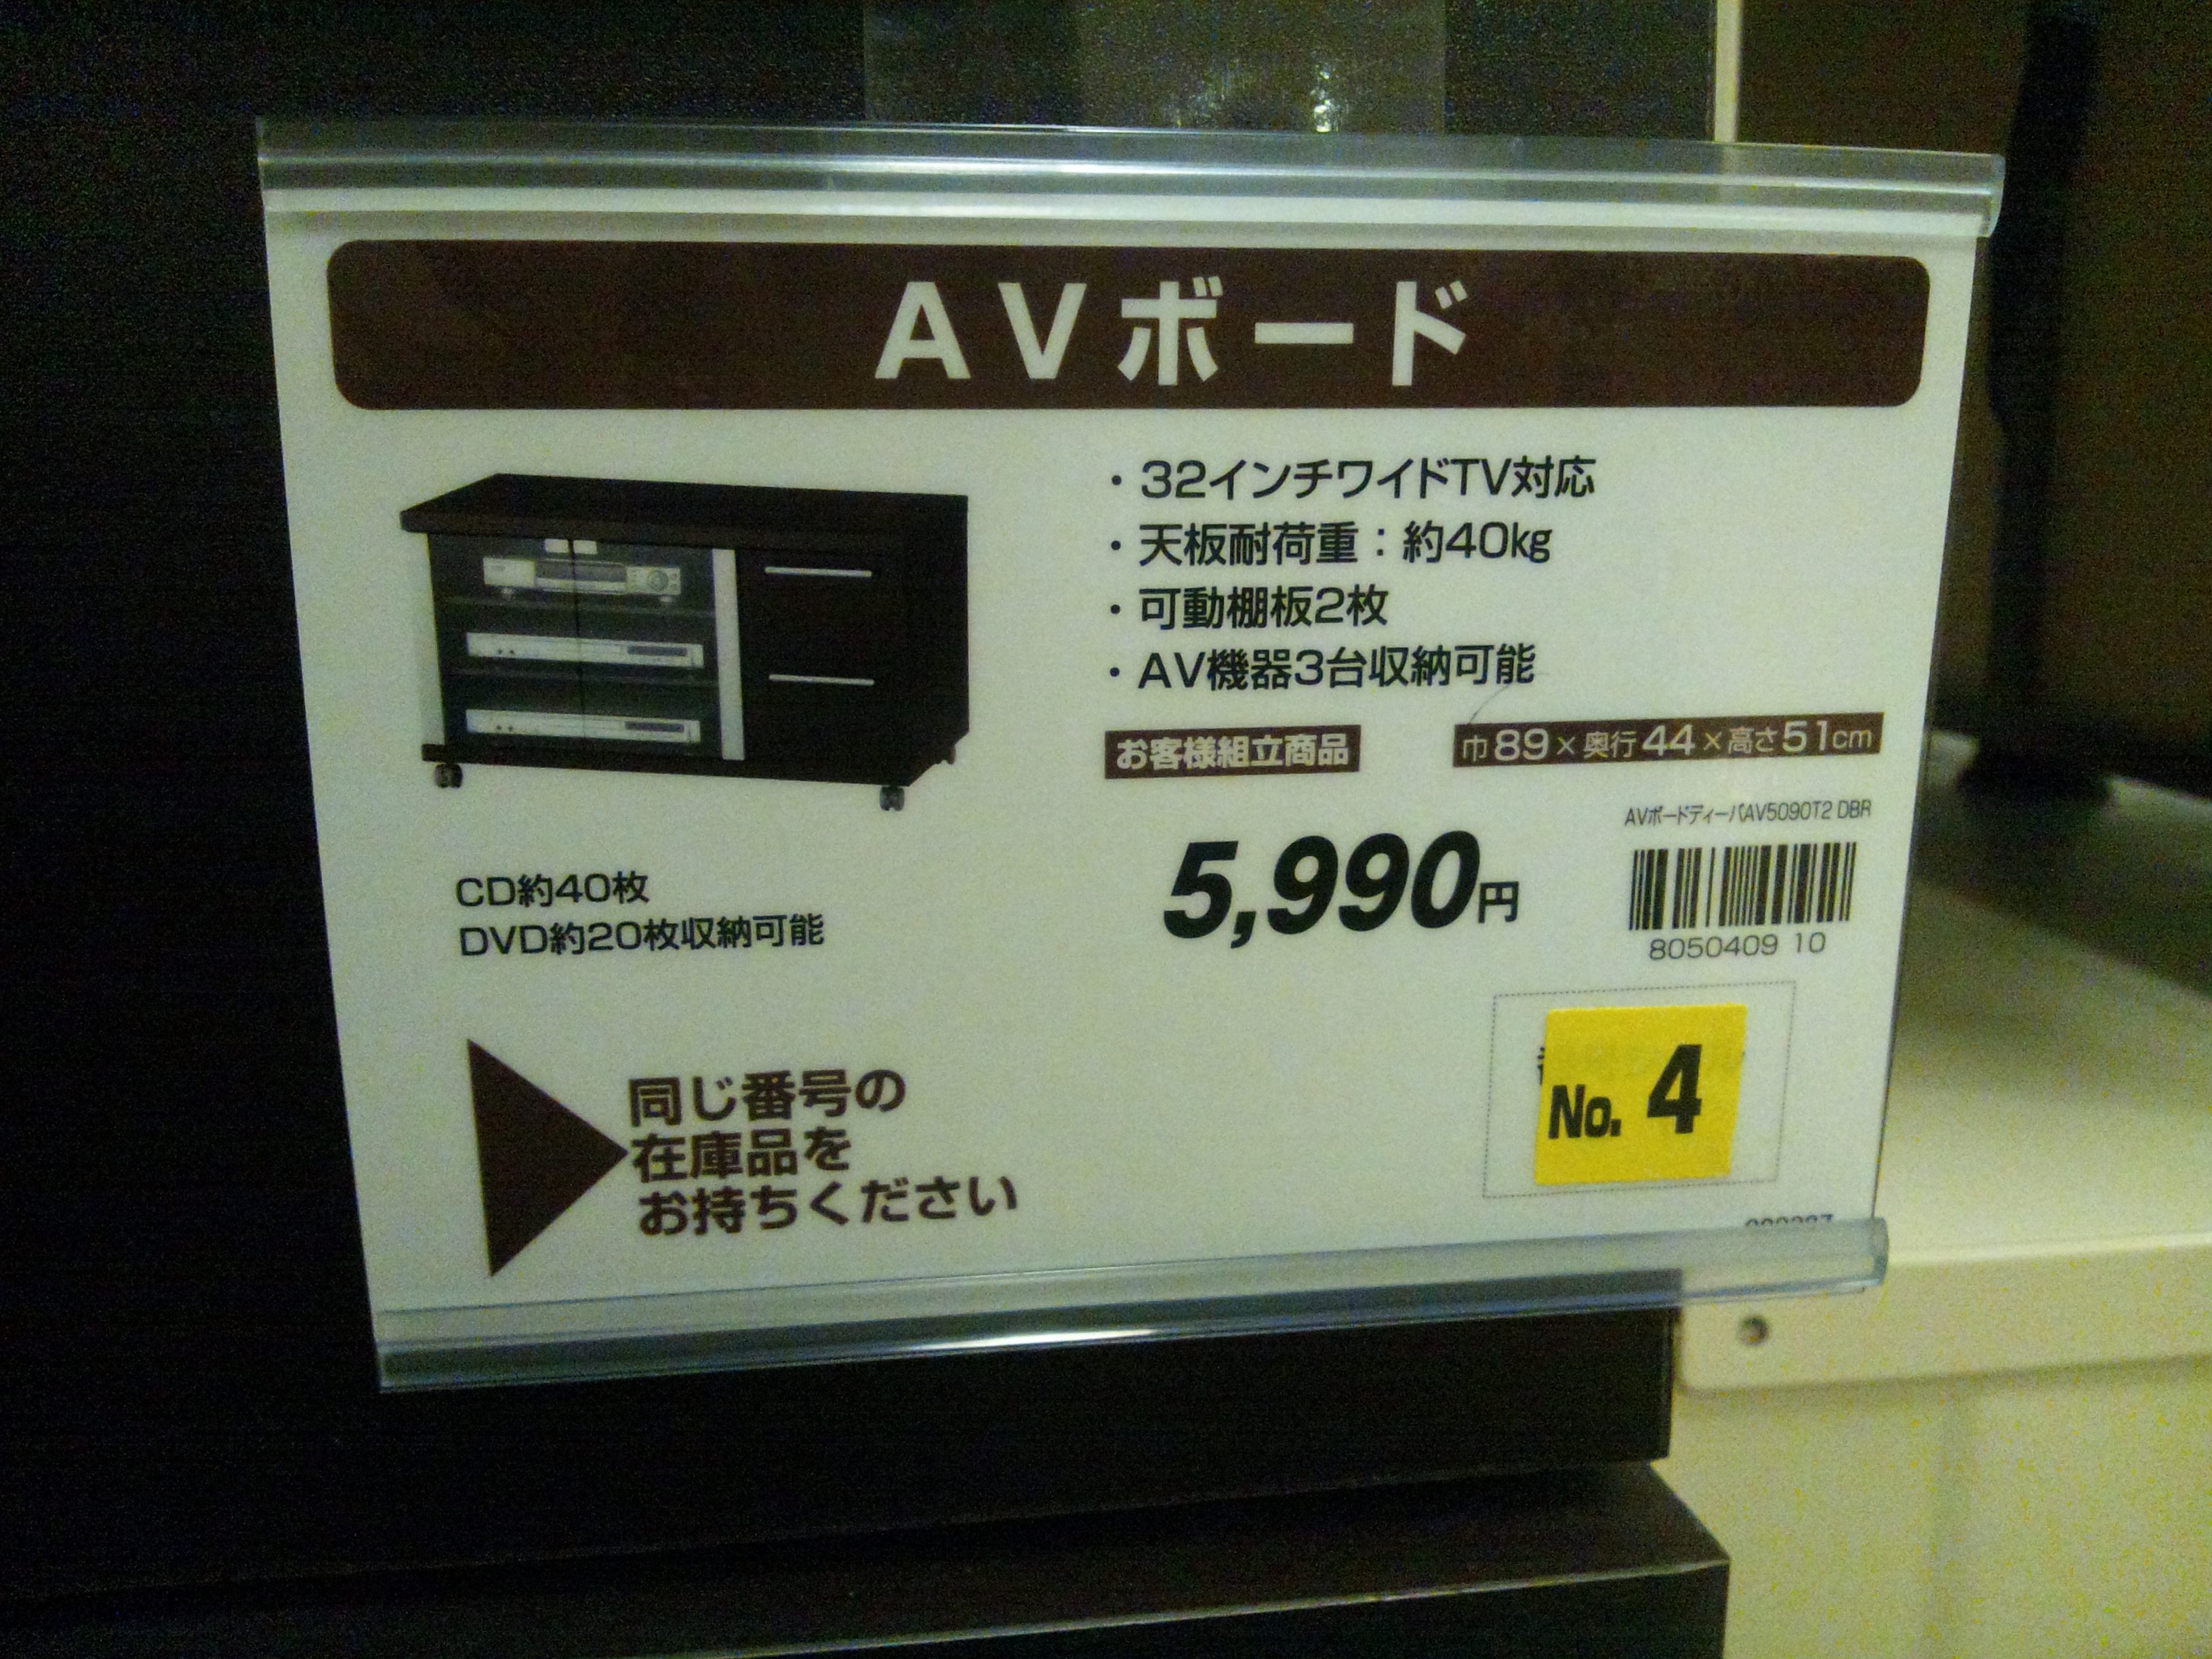 AVボード
・32インチワイドTV対応
・天板耐荷重：約40kg
・可動棚板2枚
・AV機器3台収納可能
お客様組立商品
巾89×奥行44×高さ51cm
AVボードディーバAV5090T2 DBR
5,990円
8050409 10
CD約40枚
DVD約20枚収納可能
No. 4
同じ番号の
在庫品を
お持ちください